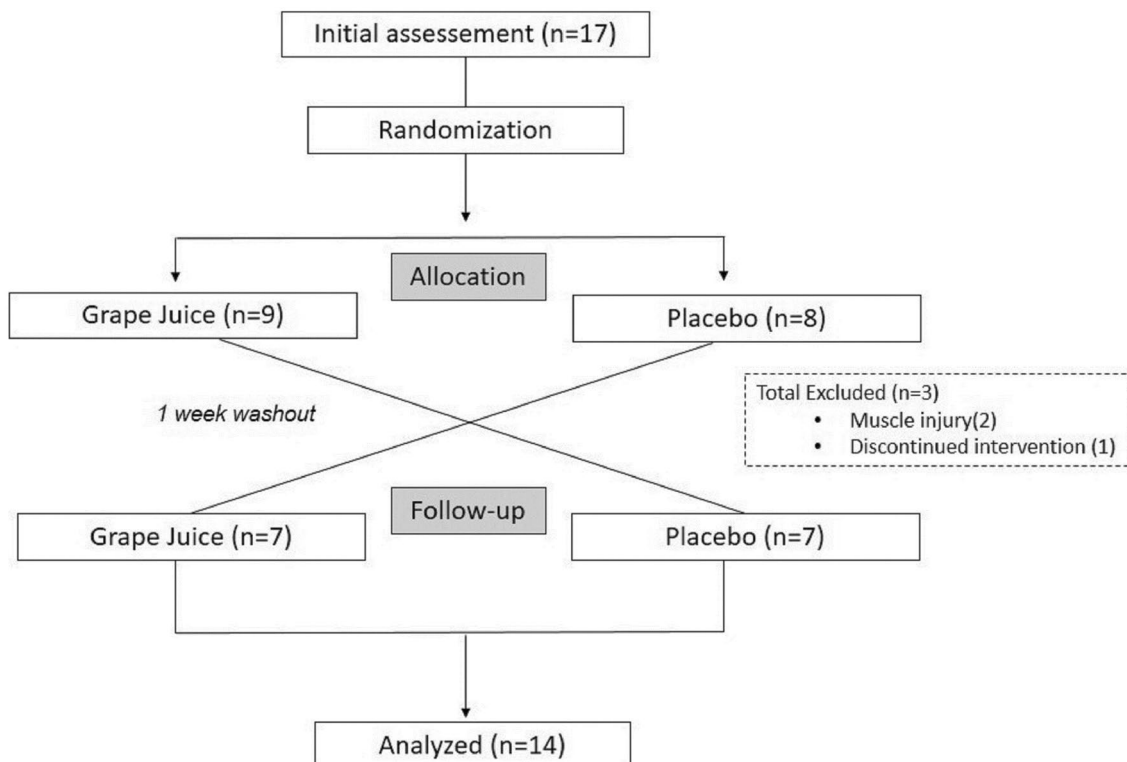 Initial assessement (n=17)
Randomization
Allocation
Grape Juice (n=9)
Placebo (n=8)
1 week washout
Total Excluded (n=3)
• Muscle injury(2)
• Discontinued intervention (1)
Follow-up
Grape Juice (n=7)
Placebo (n=7)
Analyzed (n=14)